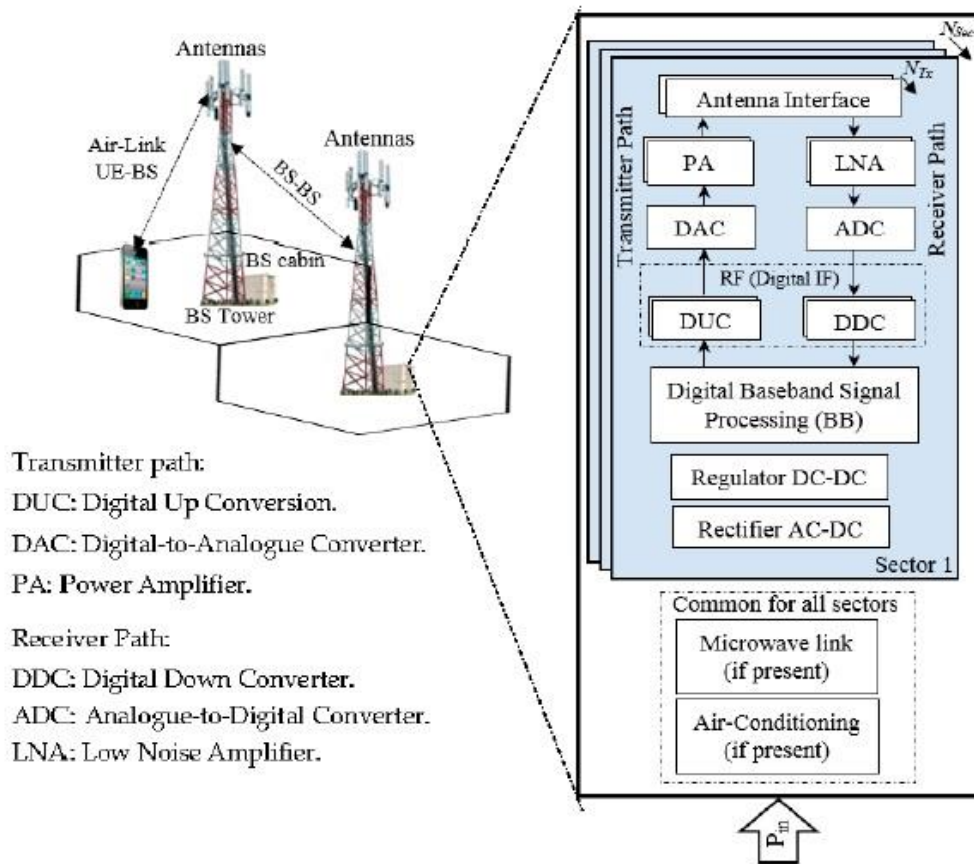 Antennas
Antennas
Air-Link
UE-BS
BS-BS
BS cabin
BS Tower
Transmitter path:
DUC: Digital Up Conversion.
DAC: Digital-to-Analogue Converter.
PA: Power Amplifier.
Receiver Path:
DDC: Digital Down Converter.
ADC: Analogue-to-Digital Converter.
LNA: Low Noise Amplifier.
NSec
NTx
Antenna Interface
Transmitter Path
Receiver Path
PA
LNA
DAC
ADC
RF (Digital IF)
DUC
DDC
Digital Baseband Signal
Processing (BB)
Regulator DC-DC
Rectifier AC-DC
Sector 1
Common for all sectors
Microwave link
(if present)
Air-Conditioning
(if present)
Pin